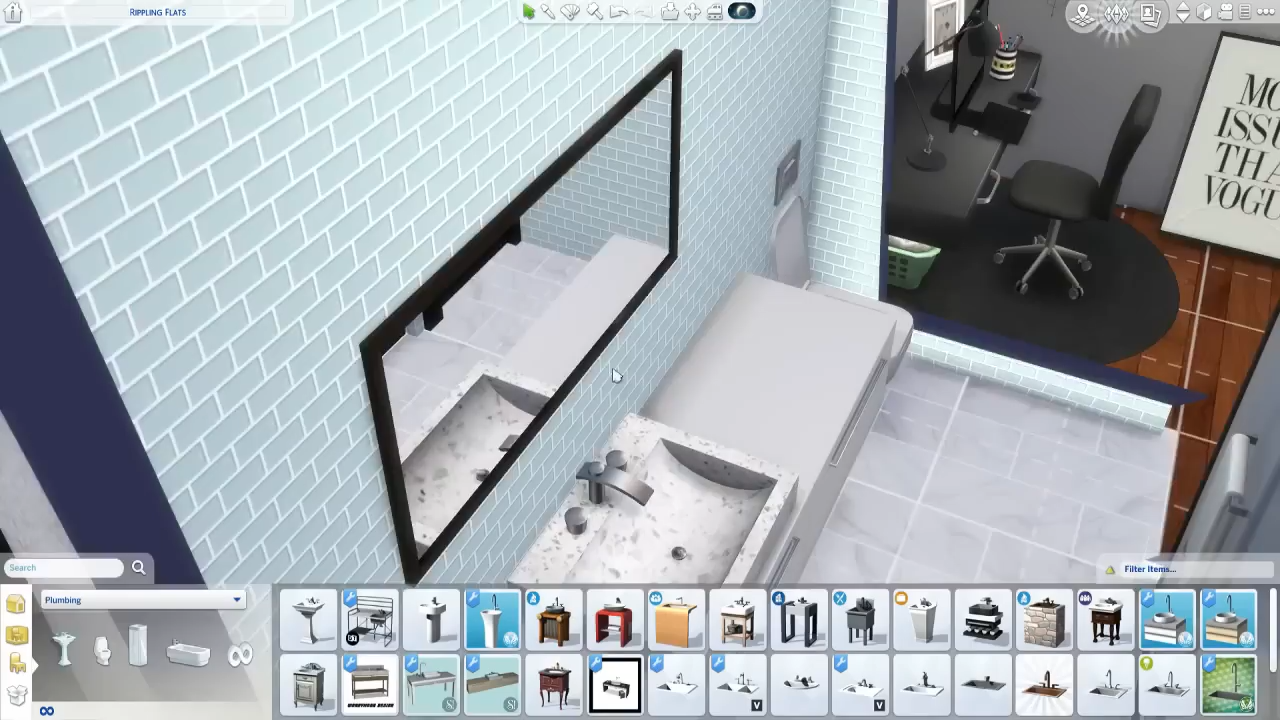 RIPPLING FLATS
MO
ISSU
THA
VOGU
Search
Filter Items...
Plumbing
V
V